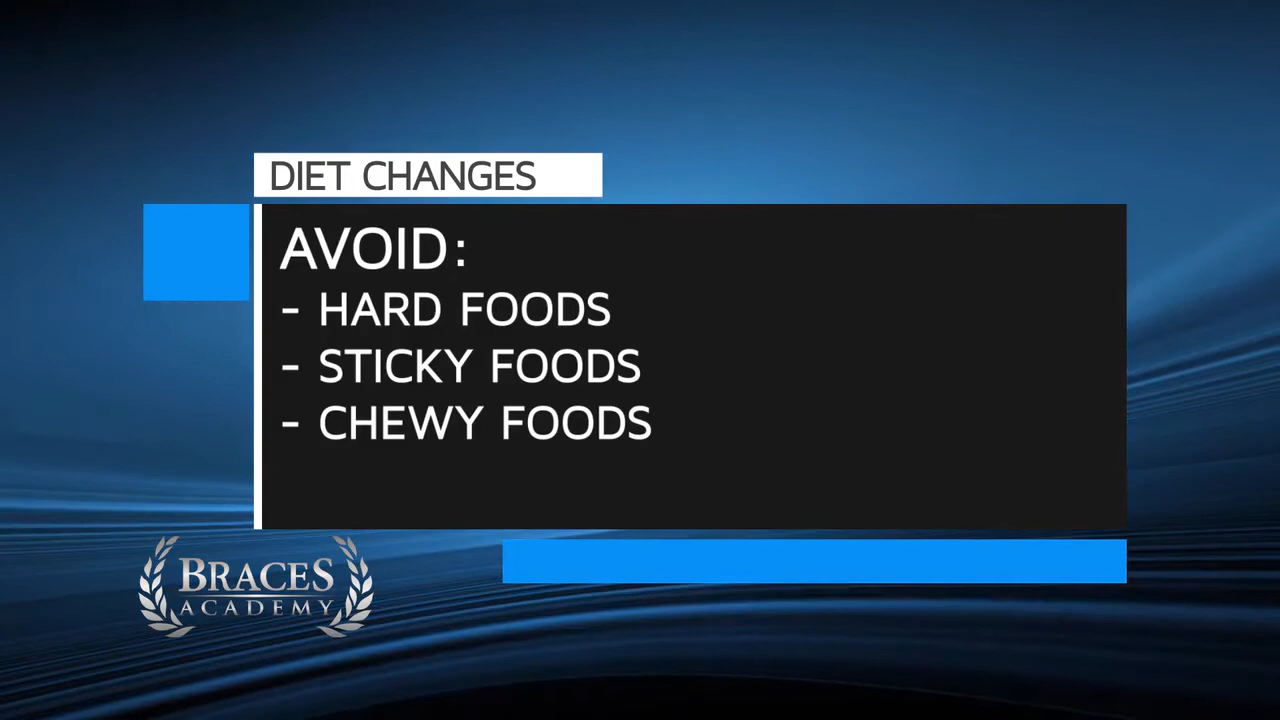 DIET CHANGES
AVOID:
- HARD FOODS
- STICKY FOODS
- CHEWY FOODS
BRACES
ACADEMY